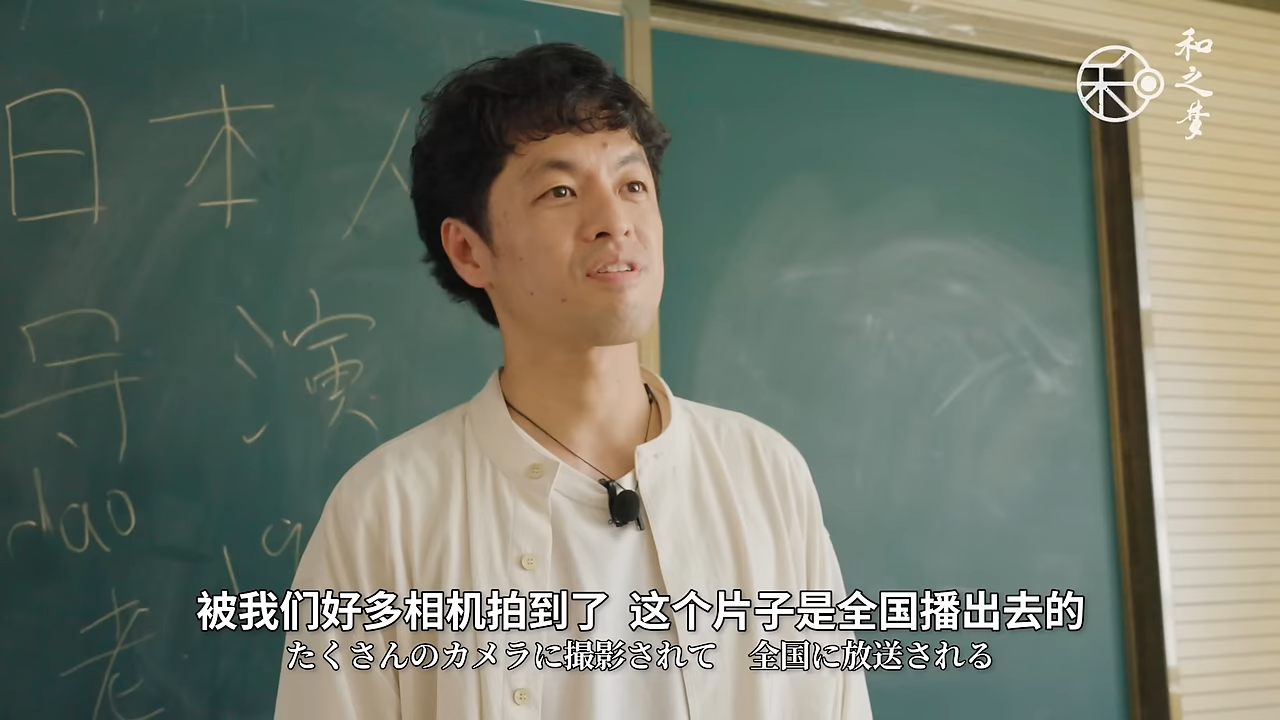 和之梦
日本人
导演
dao
老
被我们好多相机拍到了 这个片子是全国播出去的
たくさんのカメラに撮影されて 全国に放送される